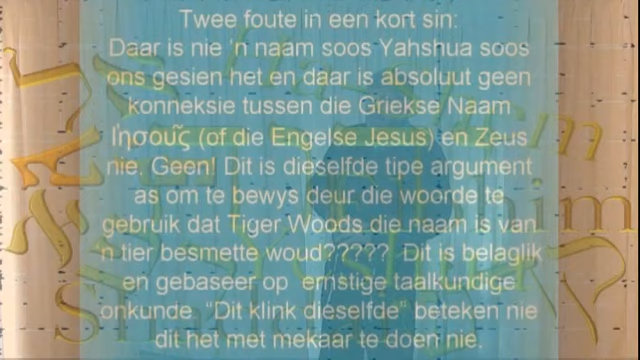 Twee foute in een kort sin:
Daar is nie 'n naam soos Yahshua soos
ons gesien het en daar is absoluut geen
konneksie tussen die Griekse Naam
Ἰησοῦς (of die Engelse Jesus) en Zeus
nie. Geen! Dit is dieselfde tipe argument
as om te bewys deur die woorde te
gebruik dat Tiger Woods die naam is van
'n tier besmette woud????? Dit is belaglik
en gebaseer op ernstige taalkundige
onkunde. "Dit klink dieselfde" beteken nie
dit het met mekaar te doen nie.